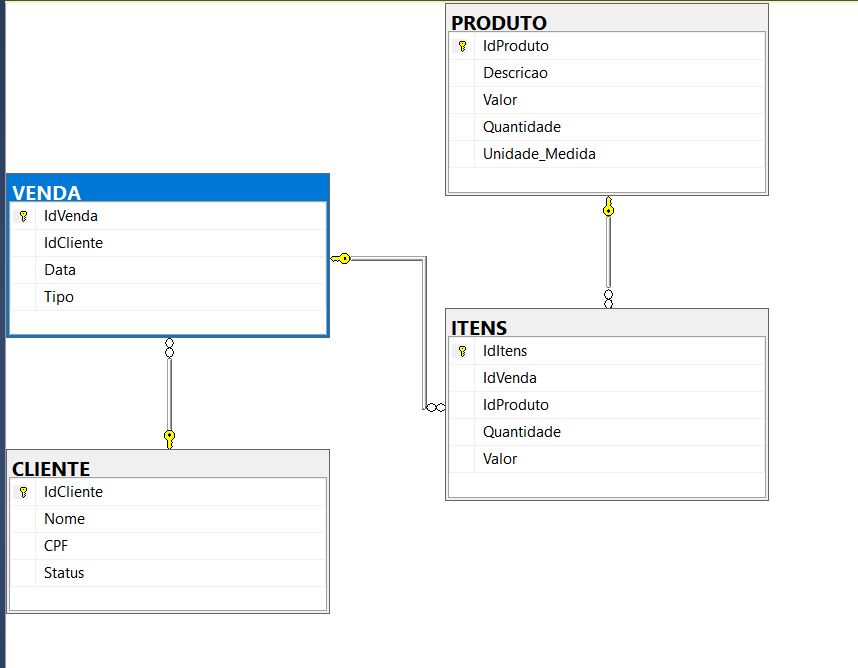 PRODUTO
IdProduto
Descricao
Valor
Quantidade
Unidade_Medida
VENDA
IdVenda
IdCliente
Data
Tipo
ITENS
IdItens
IdVenda
IdProduto
Quantidade
Valor
CLIENTE
IdCliente
Nome
CPF
Status